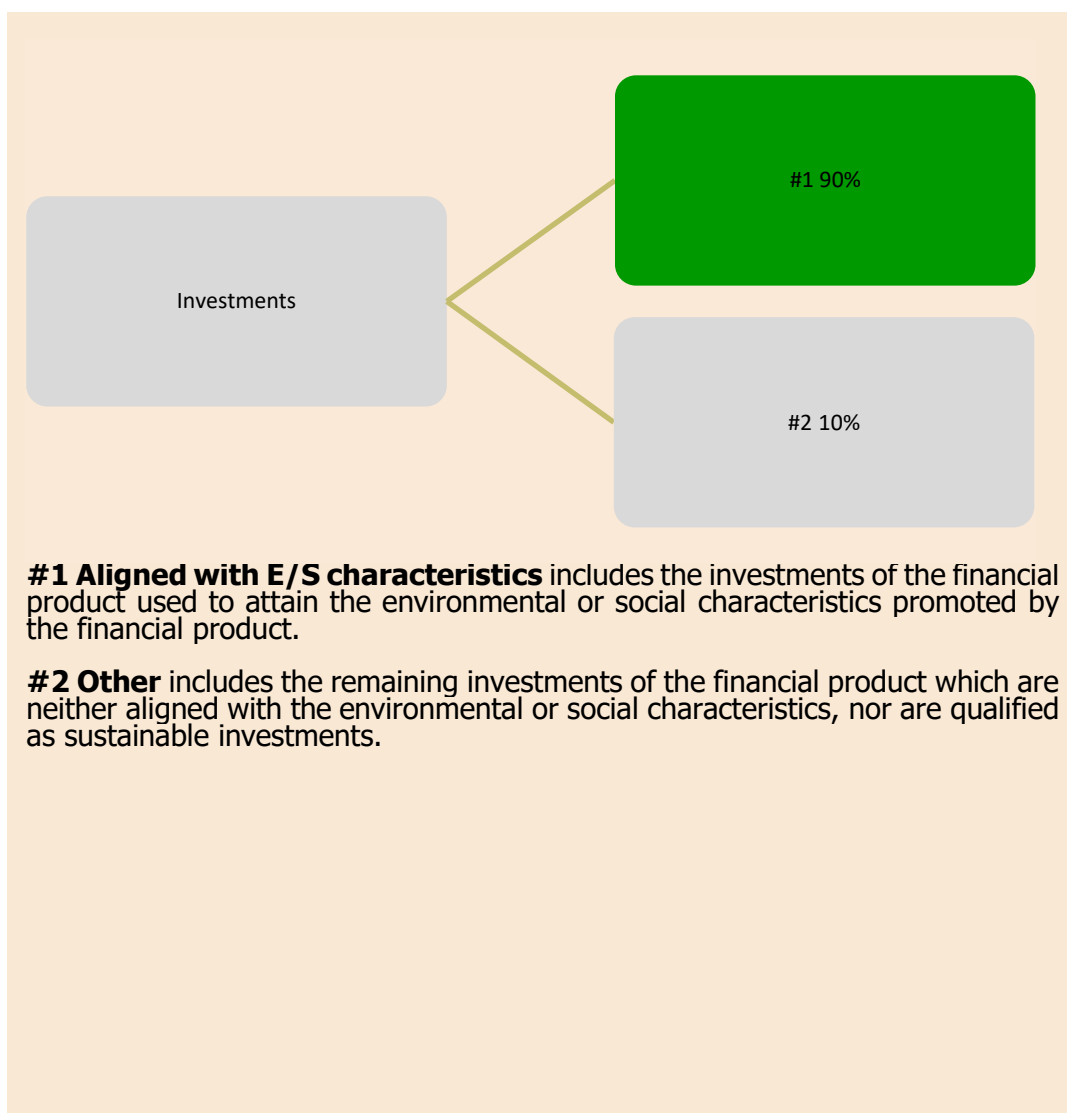 #1 90%
Investments
#2 10%
#1 Aligned with E/S characteristics includes the investments of the financial
product used to attain the environmental or social characteristics promoted by
the financial product.
#2 Other includes the remaining investments of the financial product which are
neither aligned with the environmental or social characteristics, nor are qualified
as sustainable investments.